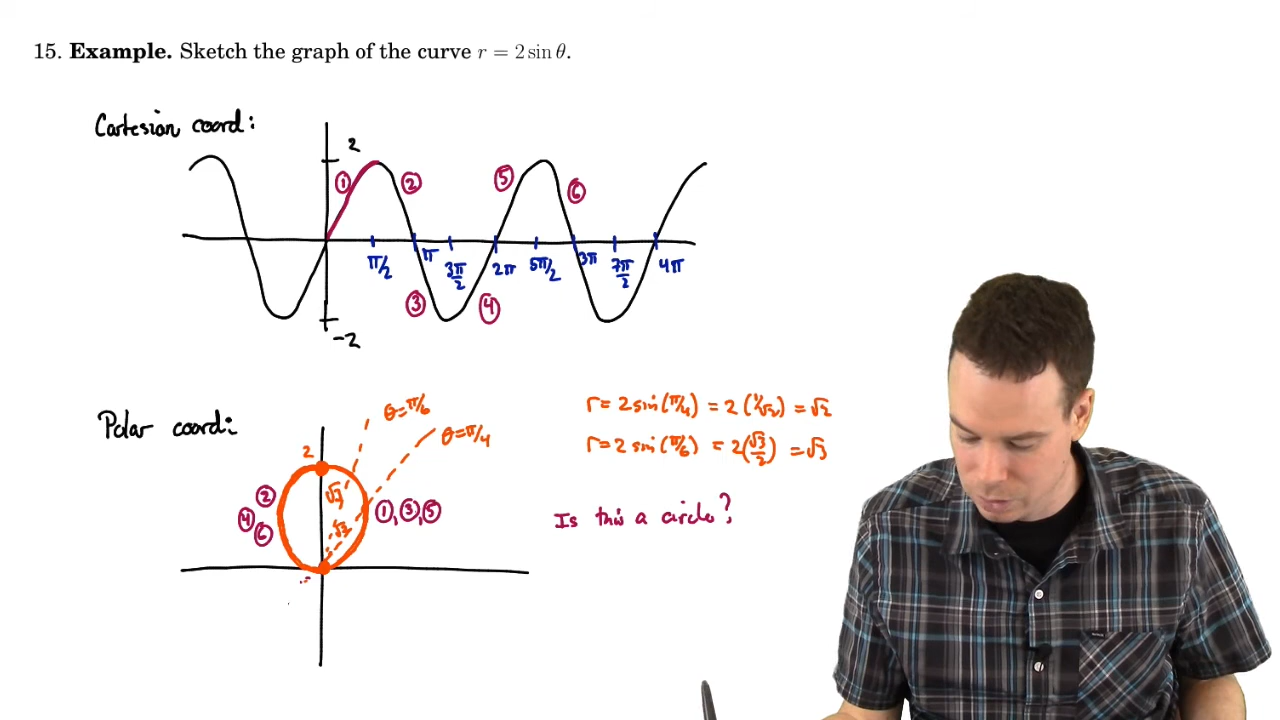 15. Example. Sketch the graph of the curve r = 2 sin θ.
Cartesian coord:
2
① ② ⑤ ⑥
π/2 π 3π/2 2π 5π/2 3π 7π/2 4π
③ ④
-2
Polar coord:
θ=π/6
θ=π/4
2
√3
√2
② ④ ⑥
①,③,⑤
r=2sin(π/4) = 2(1/√2) = √2
r=2 sin(π/6) = 2(√3/2) = √3
Is this a circle?